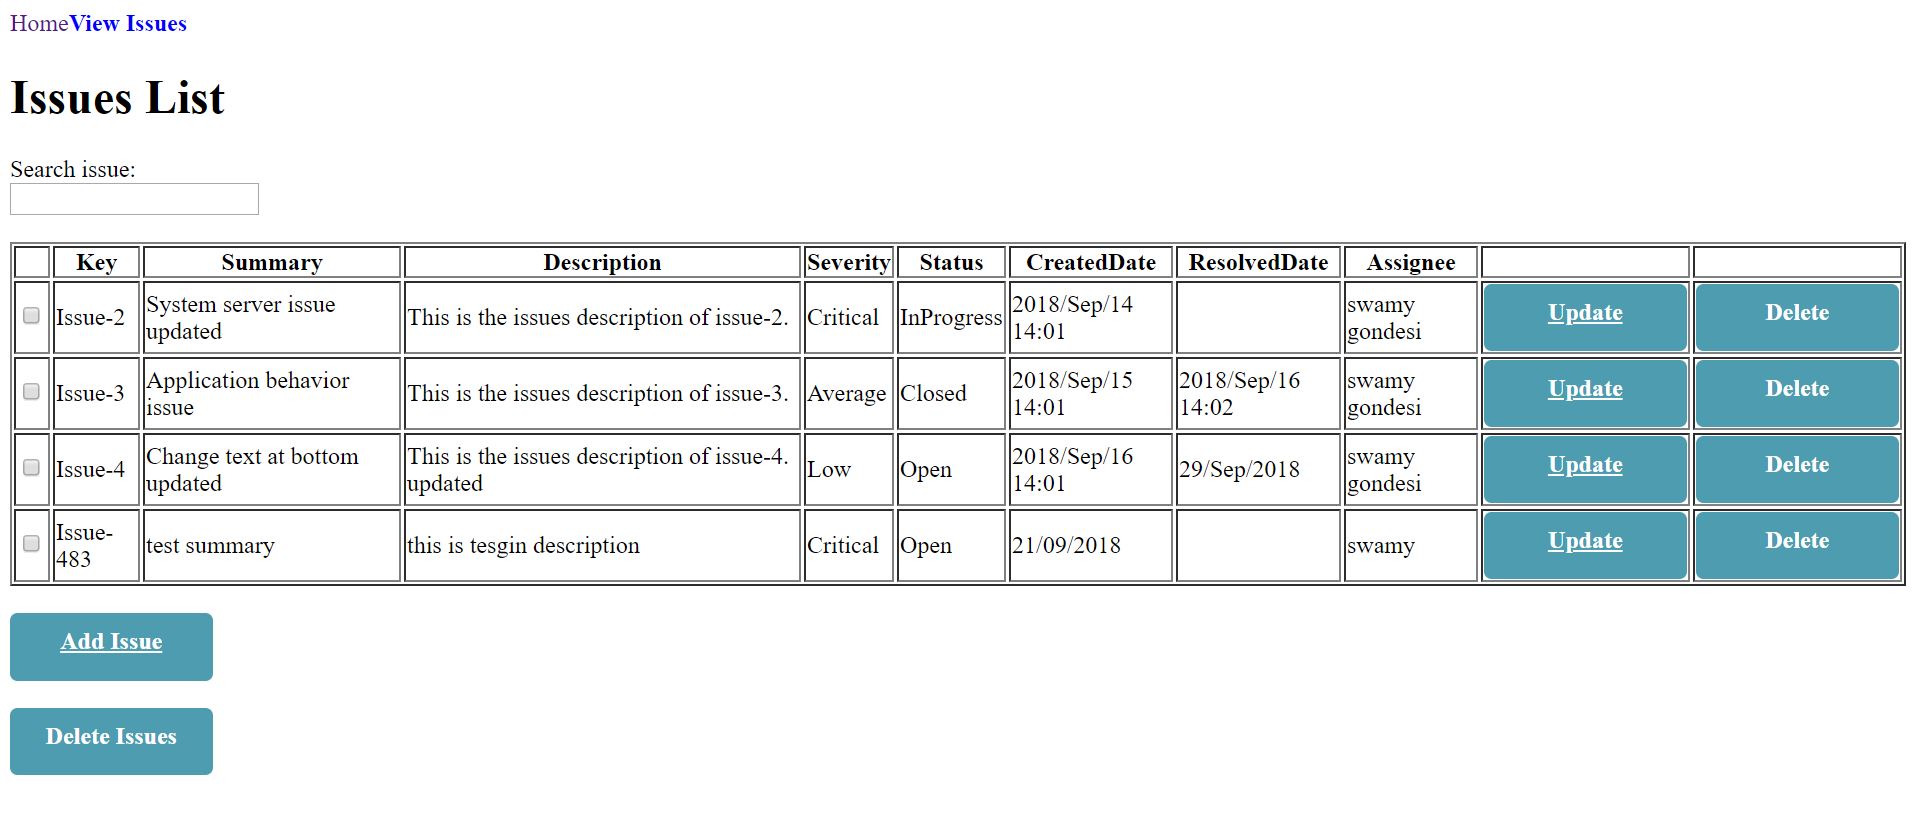 HomeView Issues
Issues List
Search issue:
Key Summary Description Severity Status CreatedDate ResolvedDate Assignee
Issue-2 System server issue updated This is the issues description of issue-2. Critical InProgress 2018/Sep/14 14:01 swamy gondesi Update Delete
Issue-3 Application behavior issue This is the issues description of issue-3. Average Closed 2018/Sep/15 14:01 2018/Sep/16 14:02 swamy gondesi Update Delete
Issue-4 Change text at bottom updated This is the issues description of issue-4. updated Low Open 2018/Sep/16 14:01 29/Sep/2018 swamy gondesi Update Delete
Issue-483 test summary this is tesgin description Critical Open 21/09/2018 swamy Update Delete
Add Issue
Delete Issues